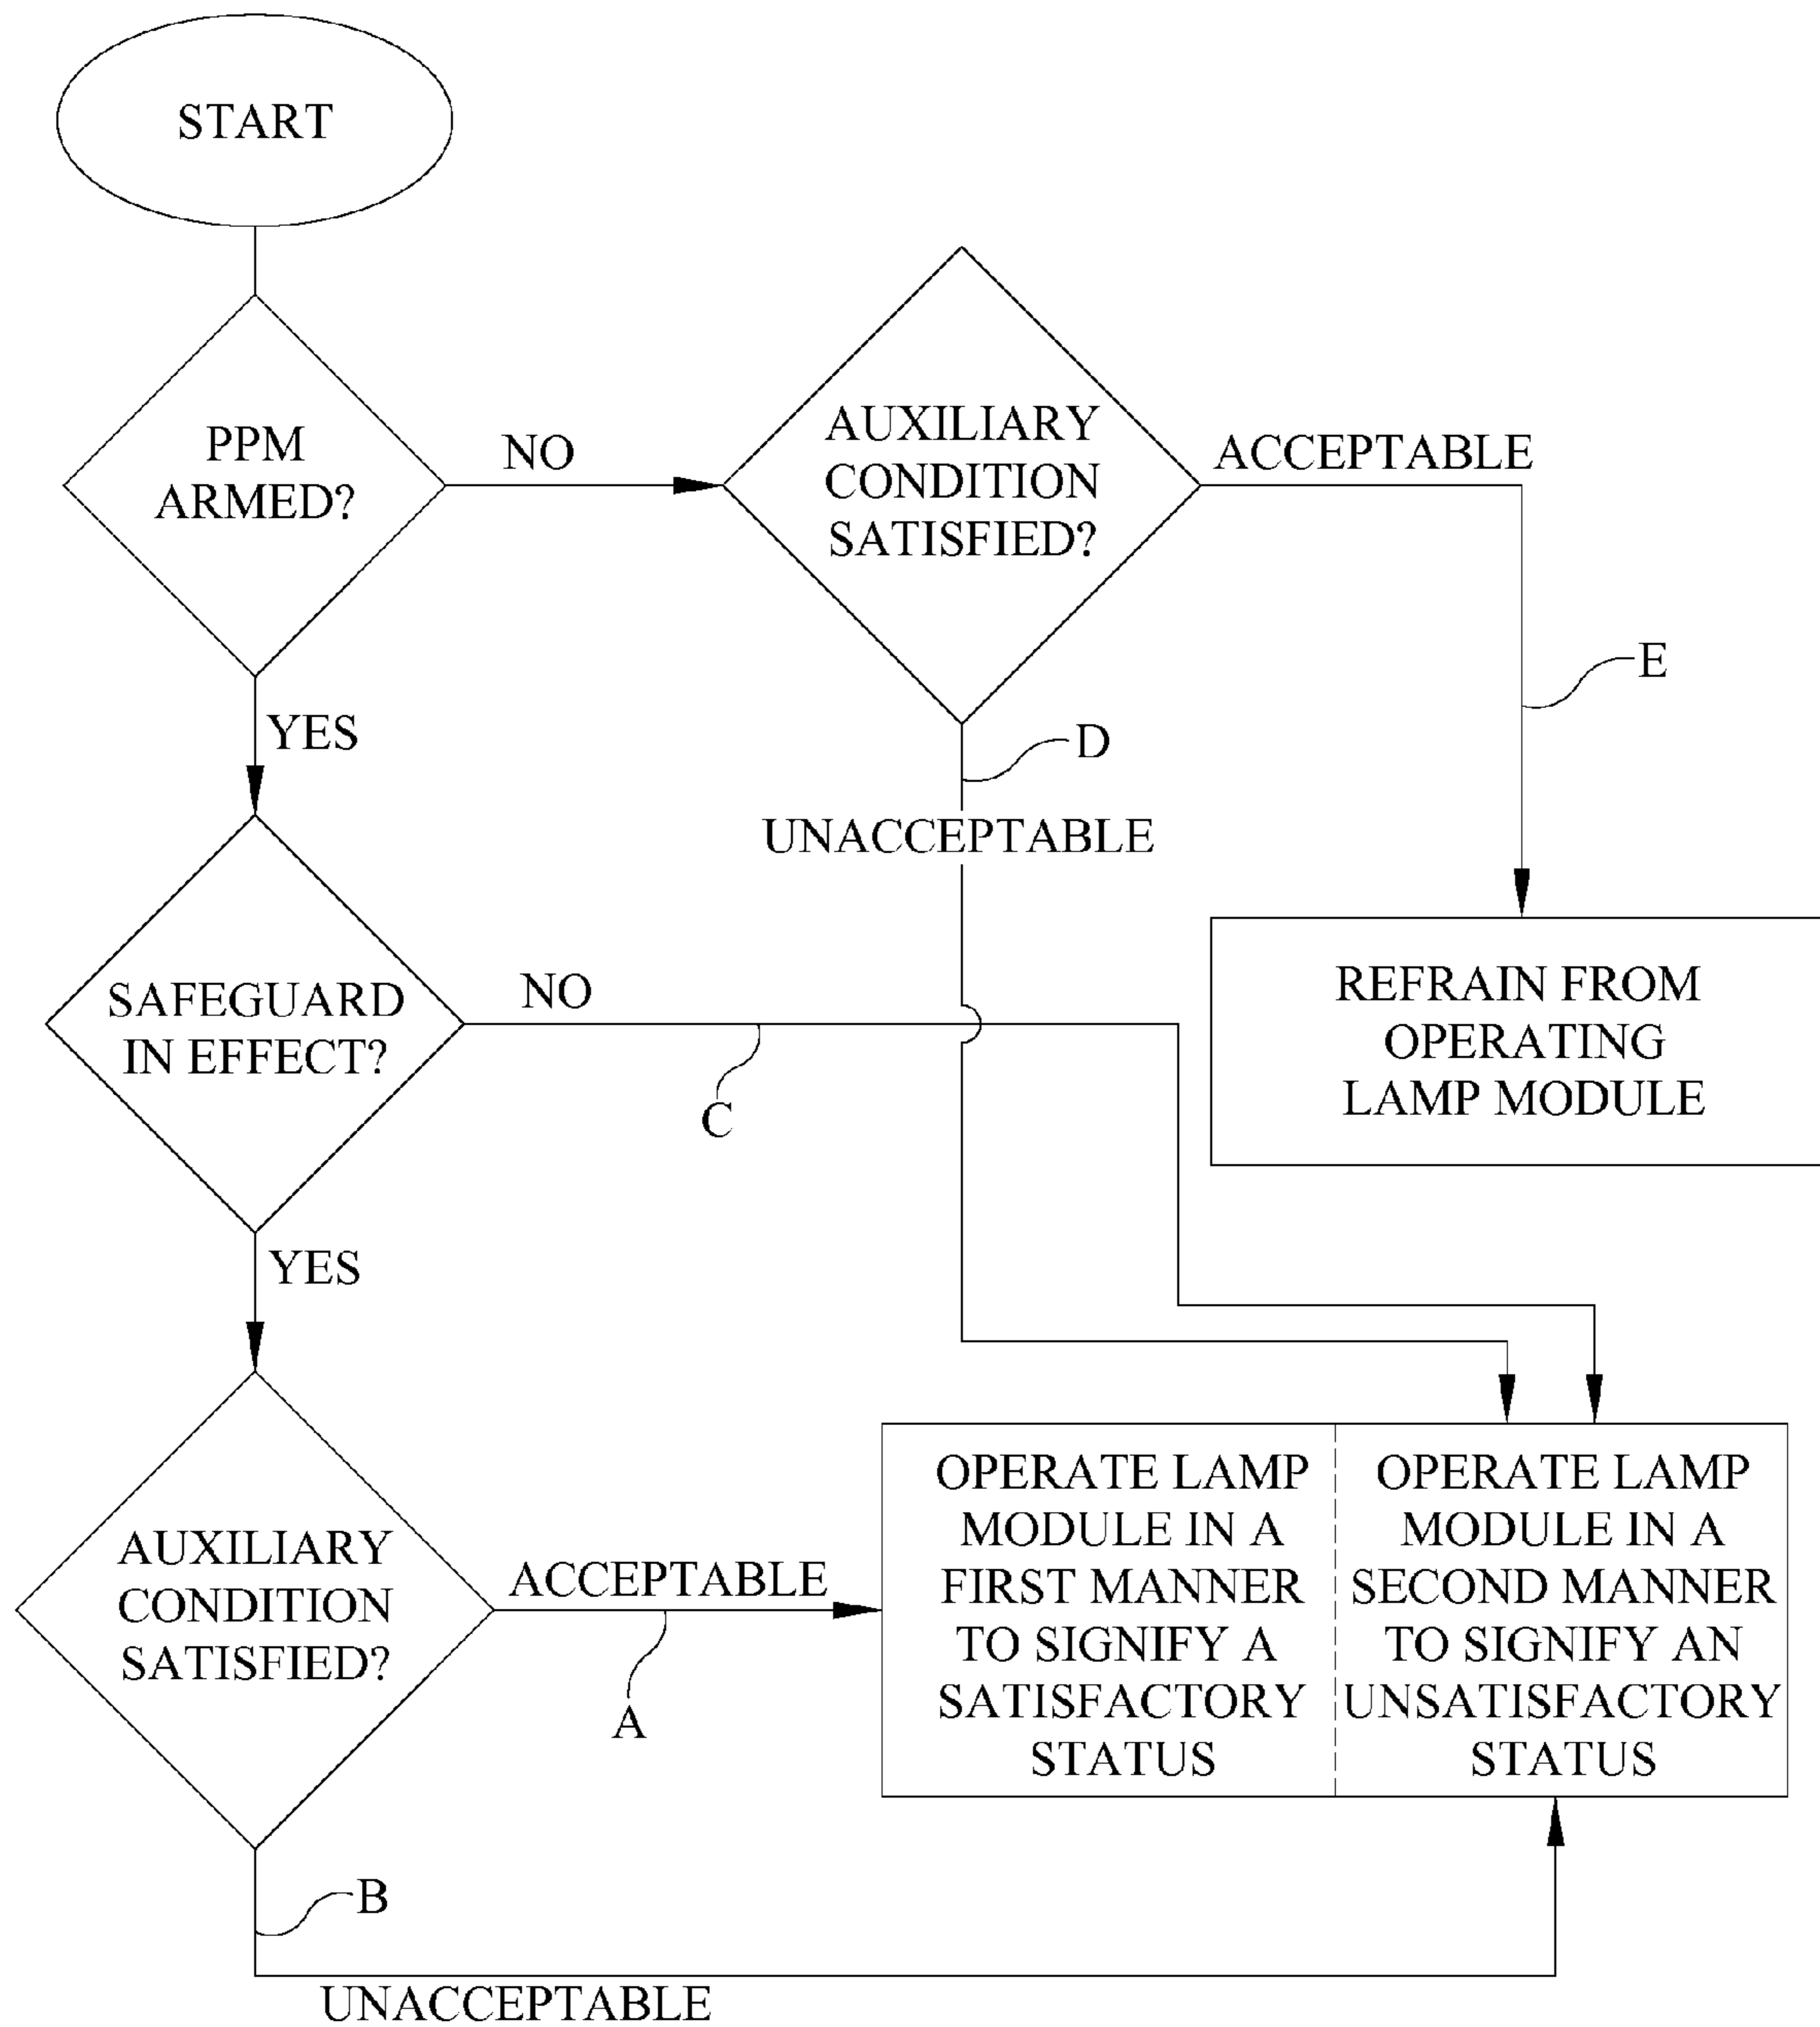 START
PPM
ARMED?
NO
AUXILIARY
CONDITION
SATISFIED?
ACCEPTABLE
E
YES
D
UNACCEPTABLE
SAFEGUARD
IN EFFECT?
NO
C
REFRAIN FROM
OPERATING
LAMP MODULE
YES
AUXILIARY
CONDITION
SATISFIED?
ACCEPTABLE
A
OPERATE LAMP
MODULE IN A
FIRST MANNER
TO SIGNIFY A
SATISFACTORY
STATUS
OPERATE LAMP
MODULE IN A
SECOND MANNER
TO SIGNIFY AN
UNSATISFACTORY
STATUS
B
UNACCEPTABLE